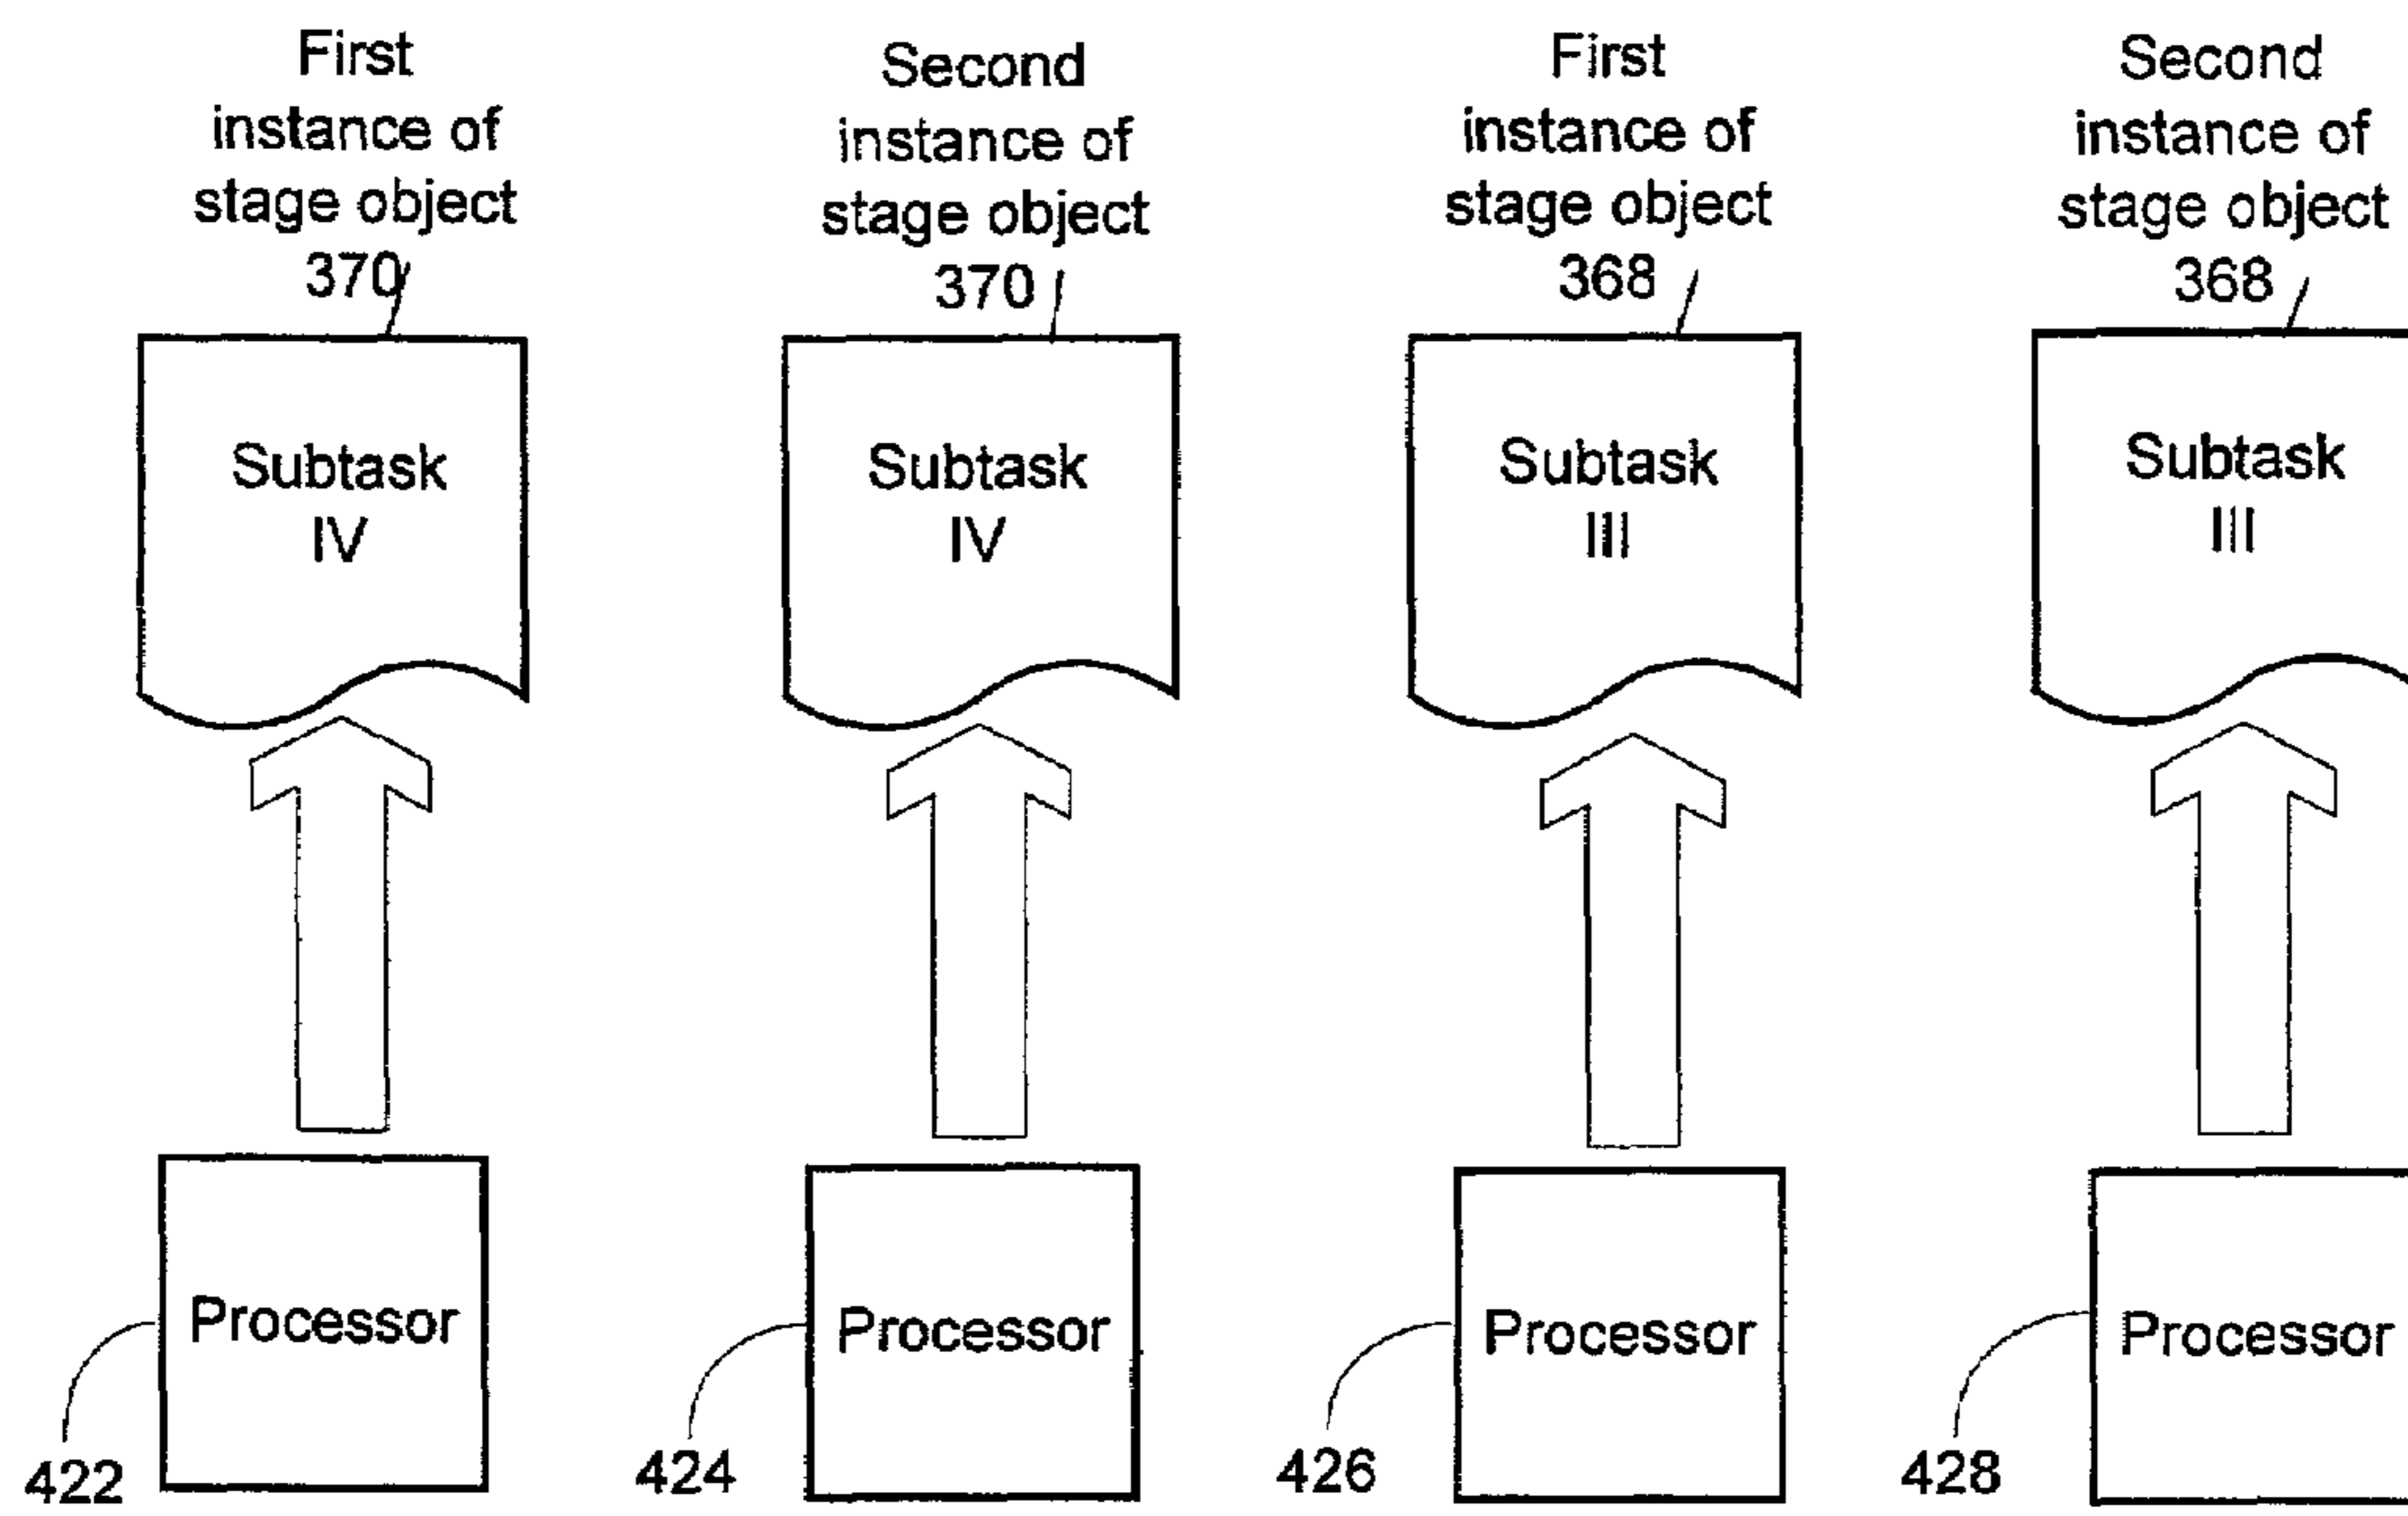 First
instance of
stage object
370
Second
instance of
stage object
370
First
instance of
stage object
368
Second
instance of
stage object
368
Subtask
IV
Subtask
IV
Subtask
III
Subtask
III
Processor
Processor
Processor
Processor
422
424
426
428